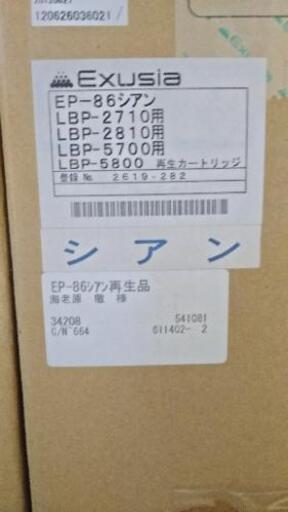 120626036021
Exusia
EP-86シアン
LBP-2710用
LBP-2810用
LBP-5700用
LBP-5800 再生カートリッジ
登録 No. 2619-282
シアン
EP-86シアン再生品
海老原 徹 様
34208 541081
C/N 664 611402- 2